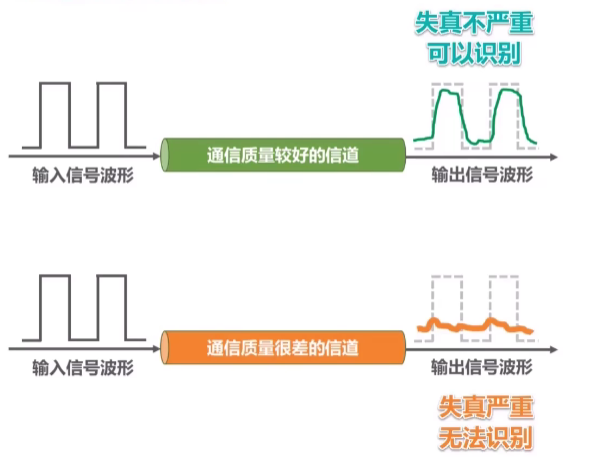 失真不严重
可以识别
通信质量较好的信道
输入信号波形
输出信号波形
通信质量很差的信道
输入信号波形
输出信号波形
失真严重
无法识别